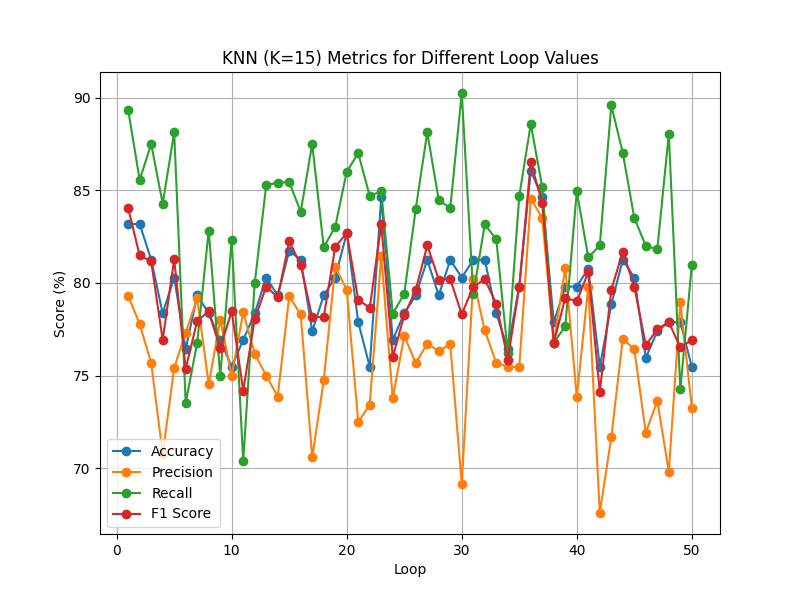 KNN (K=15) Metrics for Different Loop Values
Score (%)
90
85
80
75
70
Accuracy
Precision
Recall
F1 Score
0 10 20 30 40 50
Loop